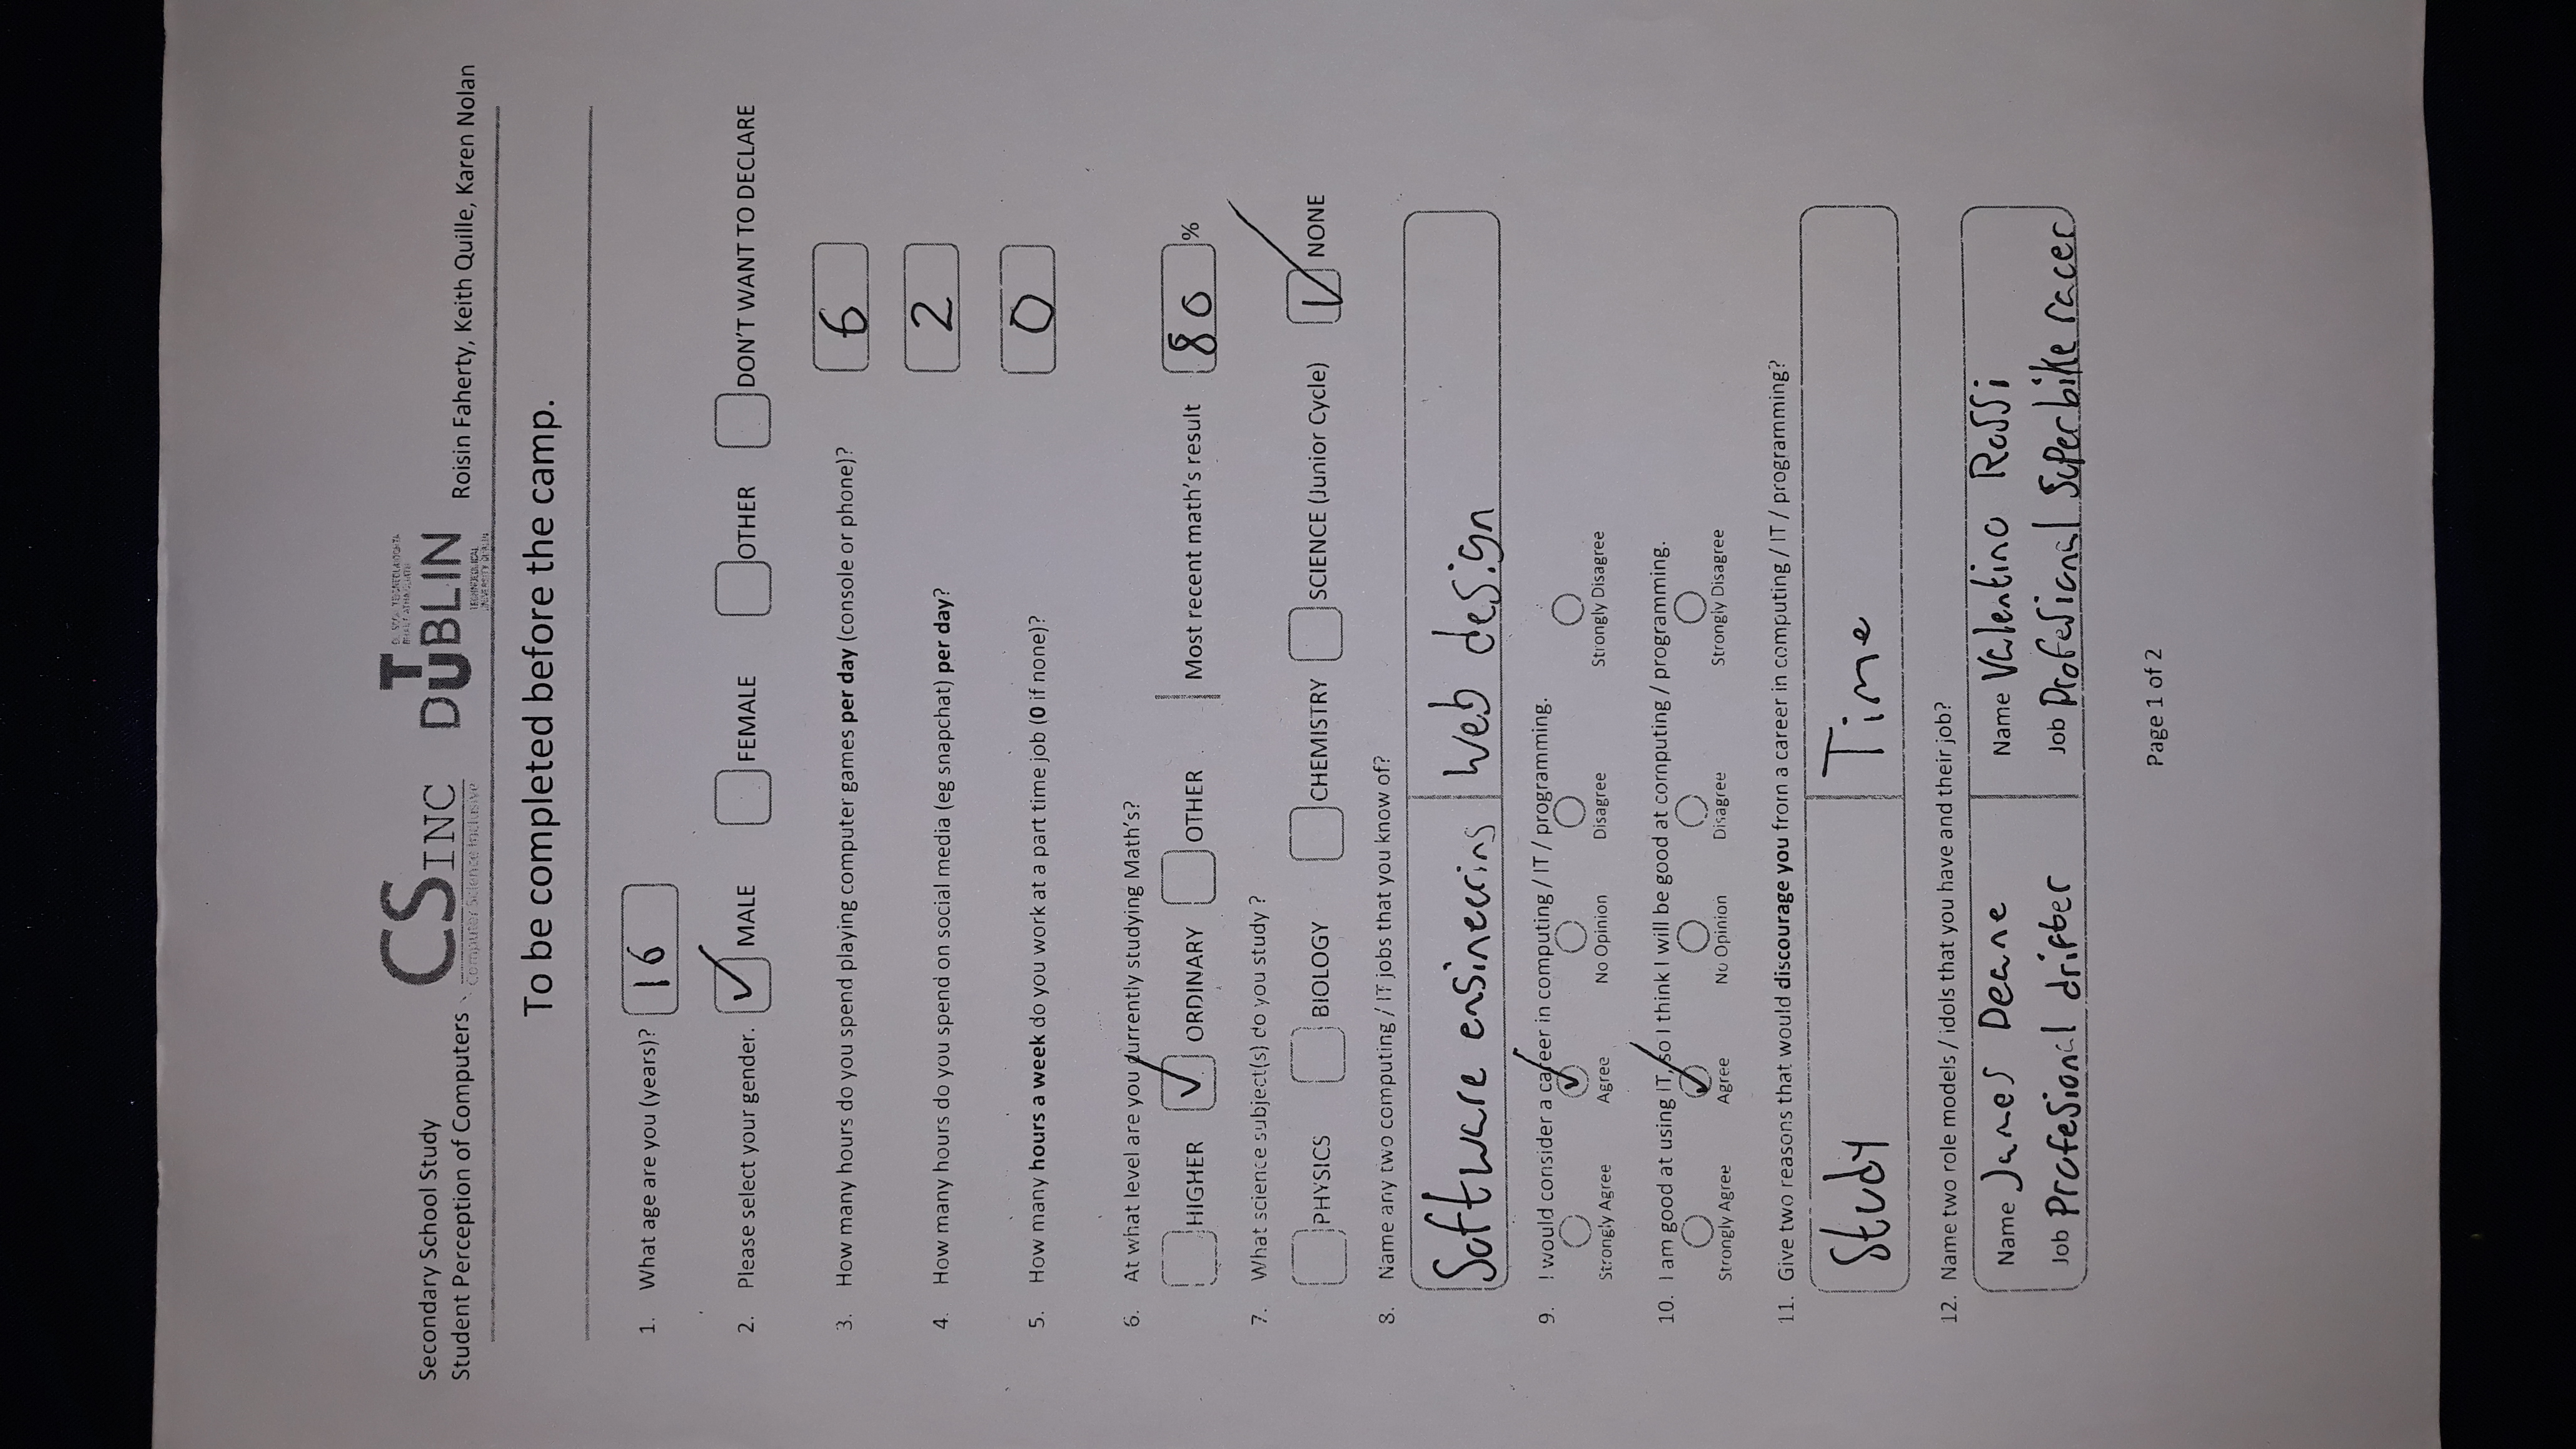 Secondary School Study
Student Perception of Computers
CSINC
Computer Science Inclusive
TU DUBLIN
TECHNOLOGICAL
UNIVERSITY DUBLIN
Roisin Faherty, Keith Quille, Karen Nolan
To be completed before the camp.
1. What age are you (years)? 16
2. Please select your gender. MALE FEMALE OTHER DON'T WANT TO DECLARE
3. How many hours do you spend playing computer games per day (console or phone)? 6
4. How many hours do you spend on social media (eg snapchat) per day? 2
5. How many hours a week do you work at a part time job (0 if none)? 0
6. At what level are you currently studying Math's?
HIGHER ORDINARY OTHER Most recent math's result 80 %
7. What science subject(s) do you study ?
PHYSICS BIOLOGY CHEMISTRY SCIENCE (Junior Cycle) NONE
8. Name any two computing / IT jobs that you know of?
Software engineering Web design
9. I would consider a career in computing / IT / programming.
Strongly Agree Agree No Opinion Disagree Strongly Disagree
10. I am good at using IT, so I think I will be good at computing / programming.
Strongly Agree Agree No Opinion Disagree Strongly Disagree
11. Give two reasons that would discourage you from a career in computing / IT / programming?
Study Time
12. Name two role models / idols that you have and their job?
Name James Deane Name Valentino Rossi
Job Profesional drifter Job Profesional Superbike racer
Page 1 of 2